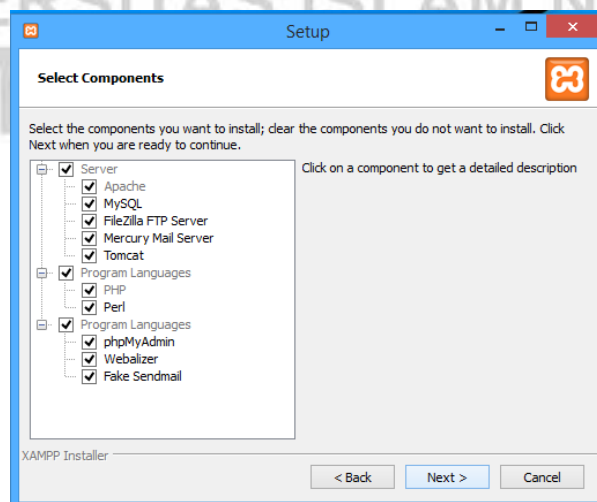 ERSITAS ISLAM N
Setup
Select Components
Select the components you want to install; clear the components you do not want to install. Click
Next when you are ready to continue.
Server
Apache
MySQL
FileZilla FTP Server
Mercury Mail Server
Tomcat
Program Languages
PHP
Perl
Program Languages
phpMyAdmin
Webalizer
Fake Sendmail
Click on a component to get a detailed description
XAMPP Installer
< Back
Next >
Cancel